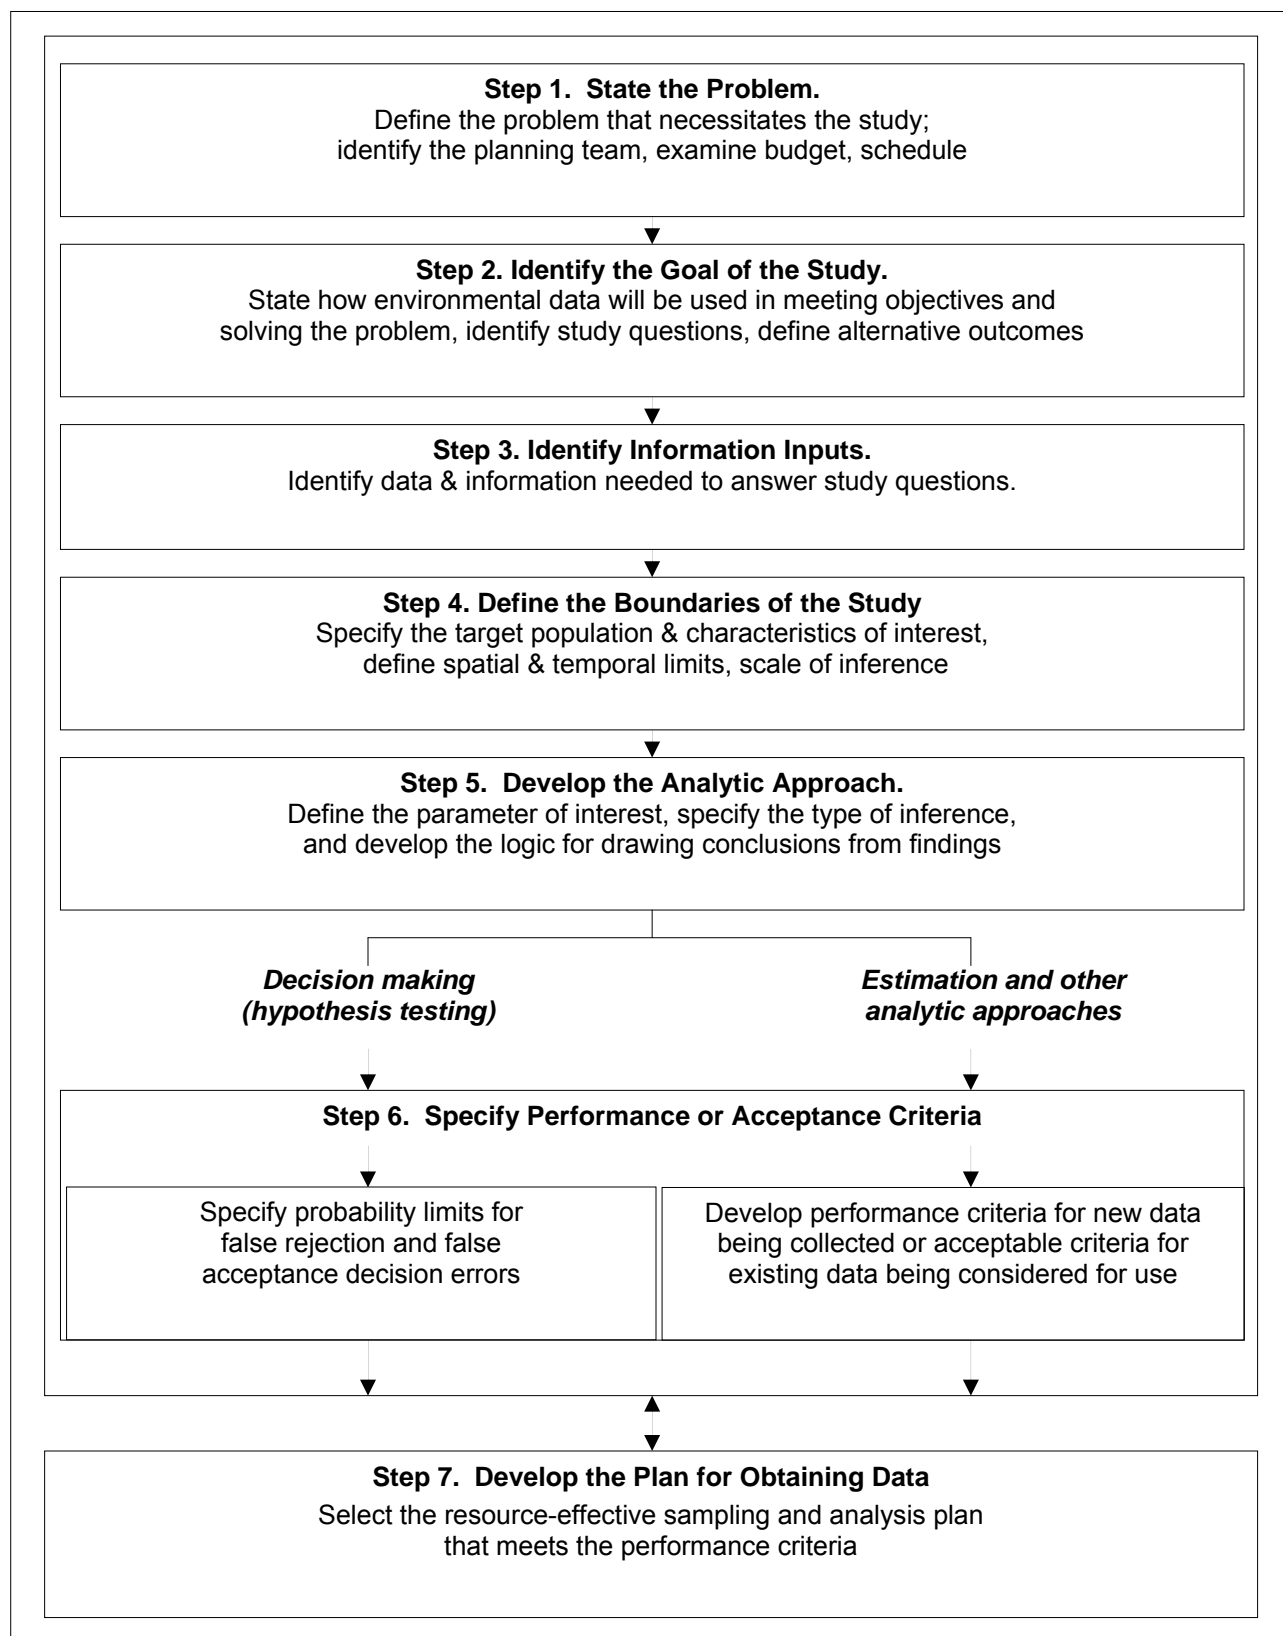 Step 1.  State the Problem.
Define the problem that necessitates the study;
identify the planning team, examine budget, schedule
Step 2. Identify the Goal of the Study.
State how environmental data will be used in meeting objectives and
solving the problem, identify study questions, define alternative outcomes
Step 3. Identify Information Inputs.
Identify data & information needed to answer study questions.
Step 4. Define the Boundaries of the Study
Specify the target population & characteristics of interest,
define spatial & temporal limits, scale of inference
Step 5.  Develop the Analytic Approach.
Define the parameter of interest, specify the type of inference,
and develop the logic for drawing conclusions from findings
Decision making
(hypothesis testing)
Estimation and other
analytic approaches
Step 6.  Specify Performance or Acceptance Criteria
Specify probability limits for
false rejection and false
acceptance decision errors
Develop performance criteria for new data
being collected or acceptable criteria for
existing data being considered for use
Step 7.  Develop the Plan for Obtaining Data
Select the resource-effective sampling and analysis plan
that meets the performance criteria